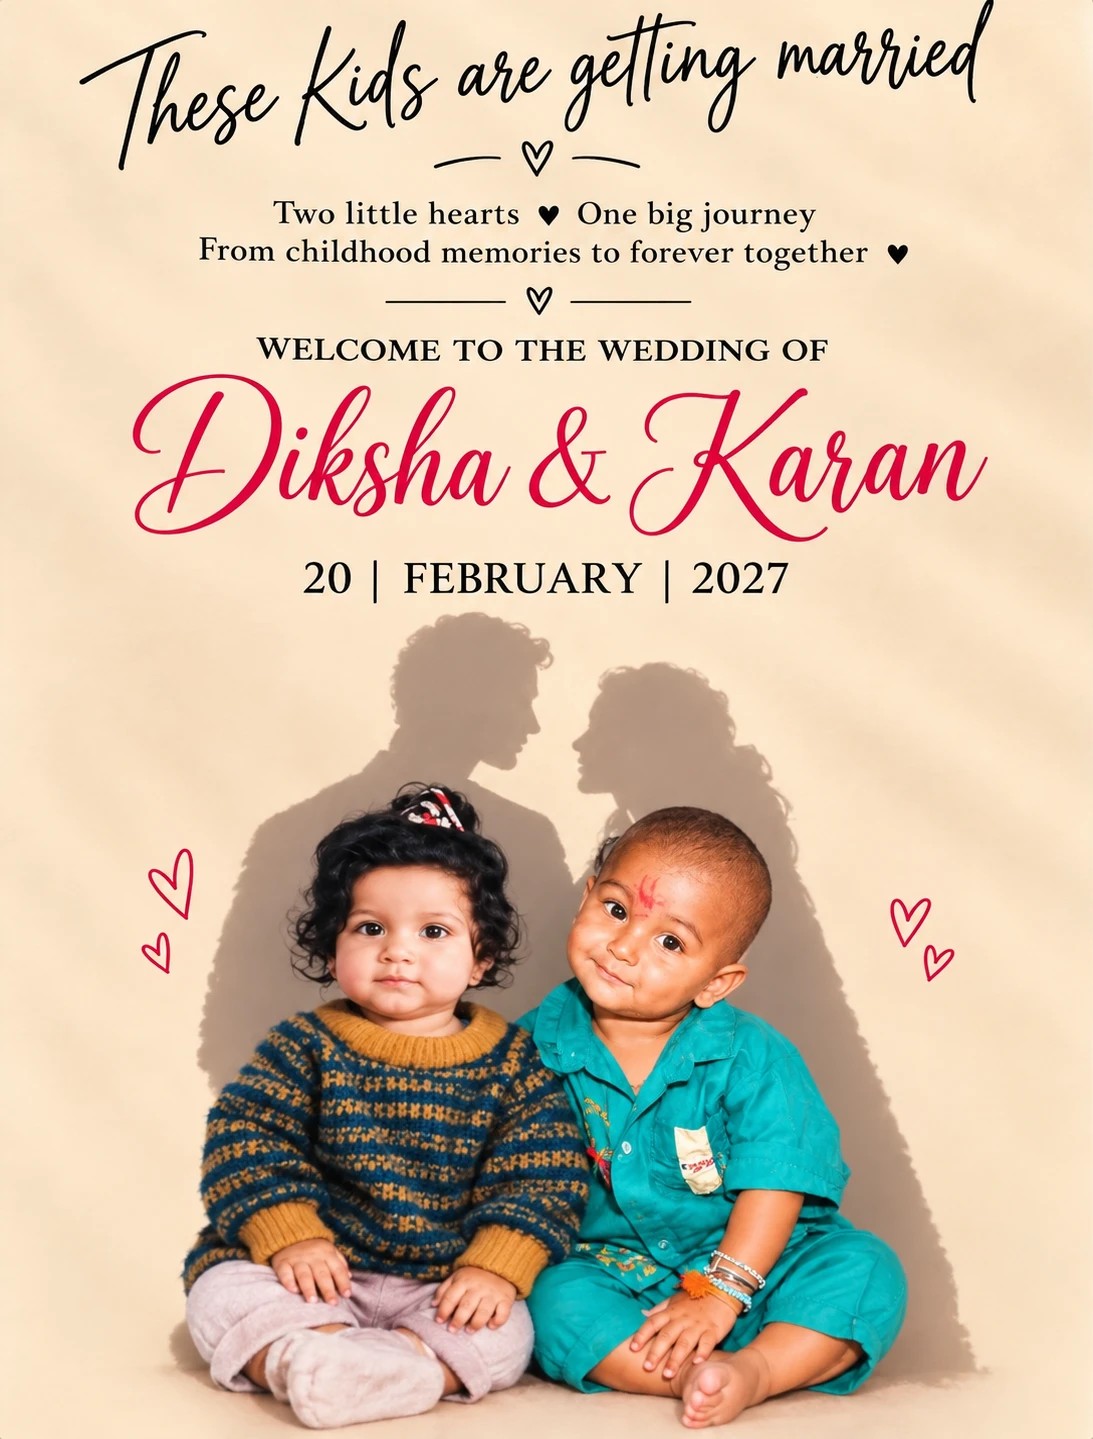 These Kids are getting married
Two little hearts ♥ One big journey
From childhood memories to forever together ♥
WELCOME TO THE WEDDING OF
Diksha & Karan
20 | FEBRUARY | 2027